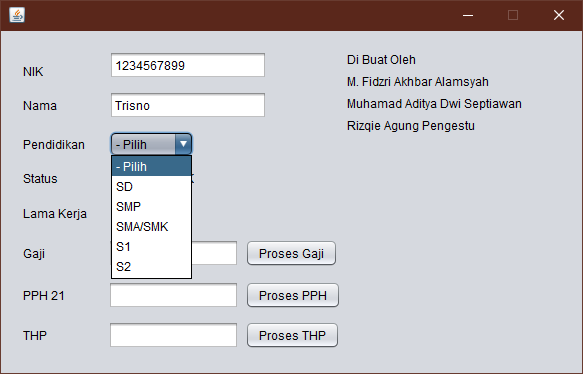 NIK
1234567899
Nama
Trisno
Pendidikan
- Pilih
- Pilih
SD
SMP
SMA/SMK
S1
S2
Status
Lama Kerja
Gaji
Proses Gaji
PPH 21
Proses PPH
THP
Proses THP
Di Buat Oleh
M. Fidzri Akhbar Alamsyah
Muhamad Aditya Dwi Septiawan
Rizqie Agung Pengestu